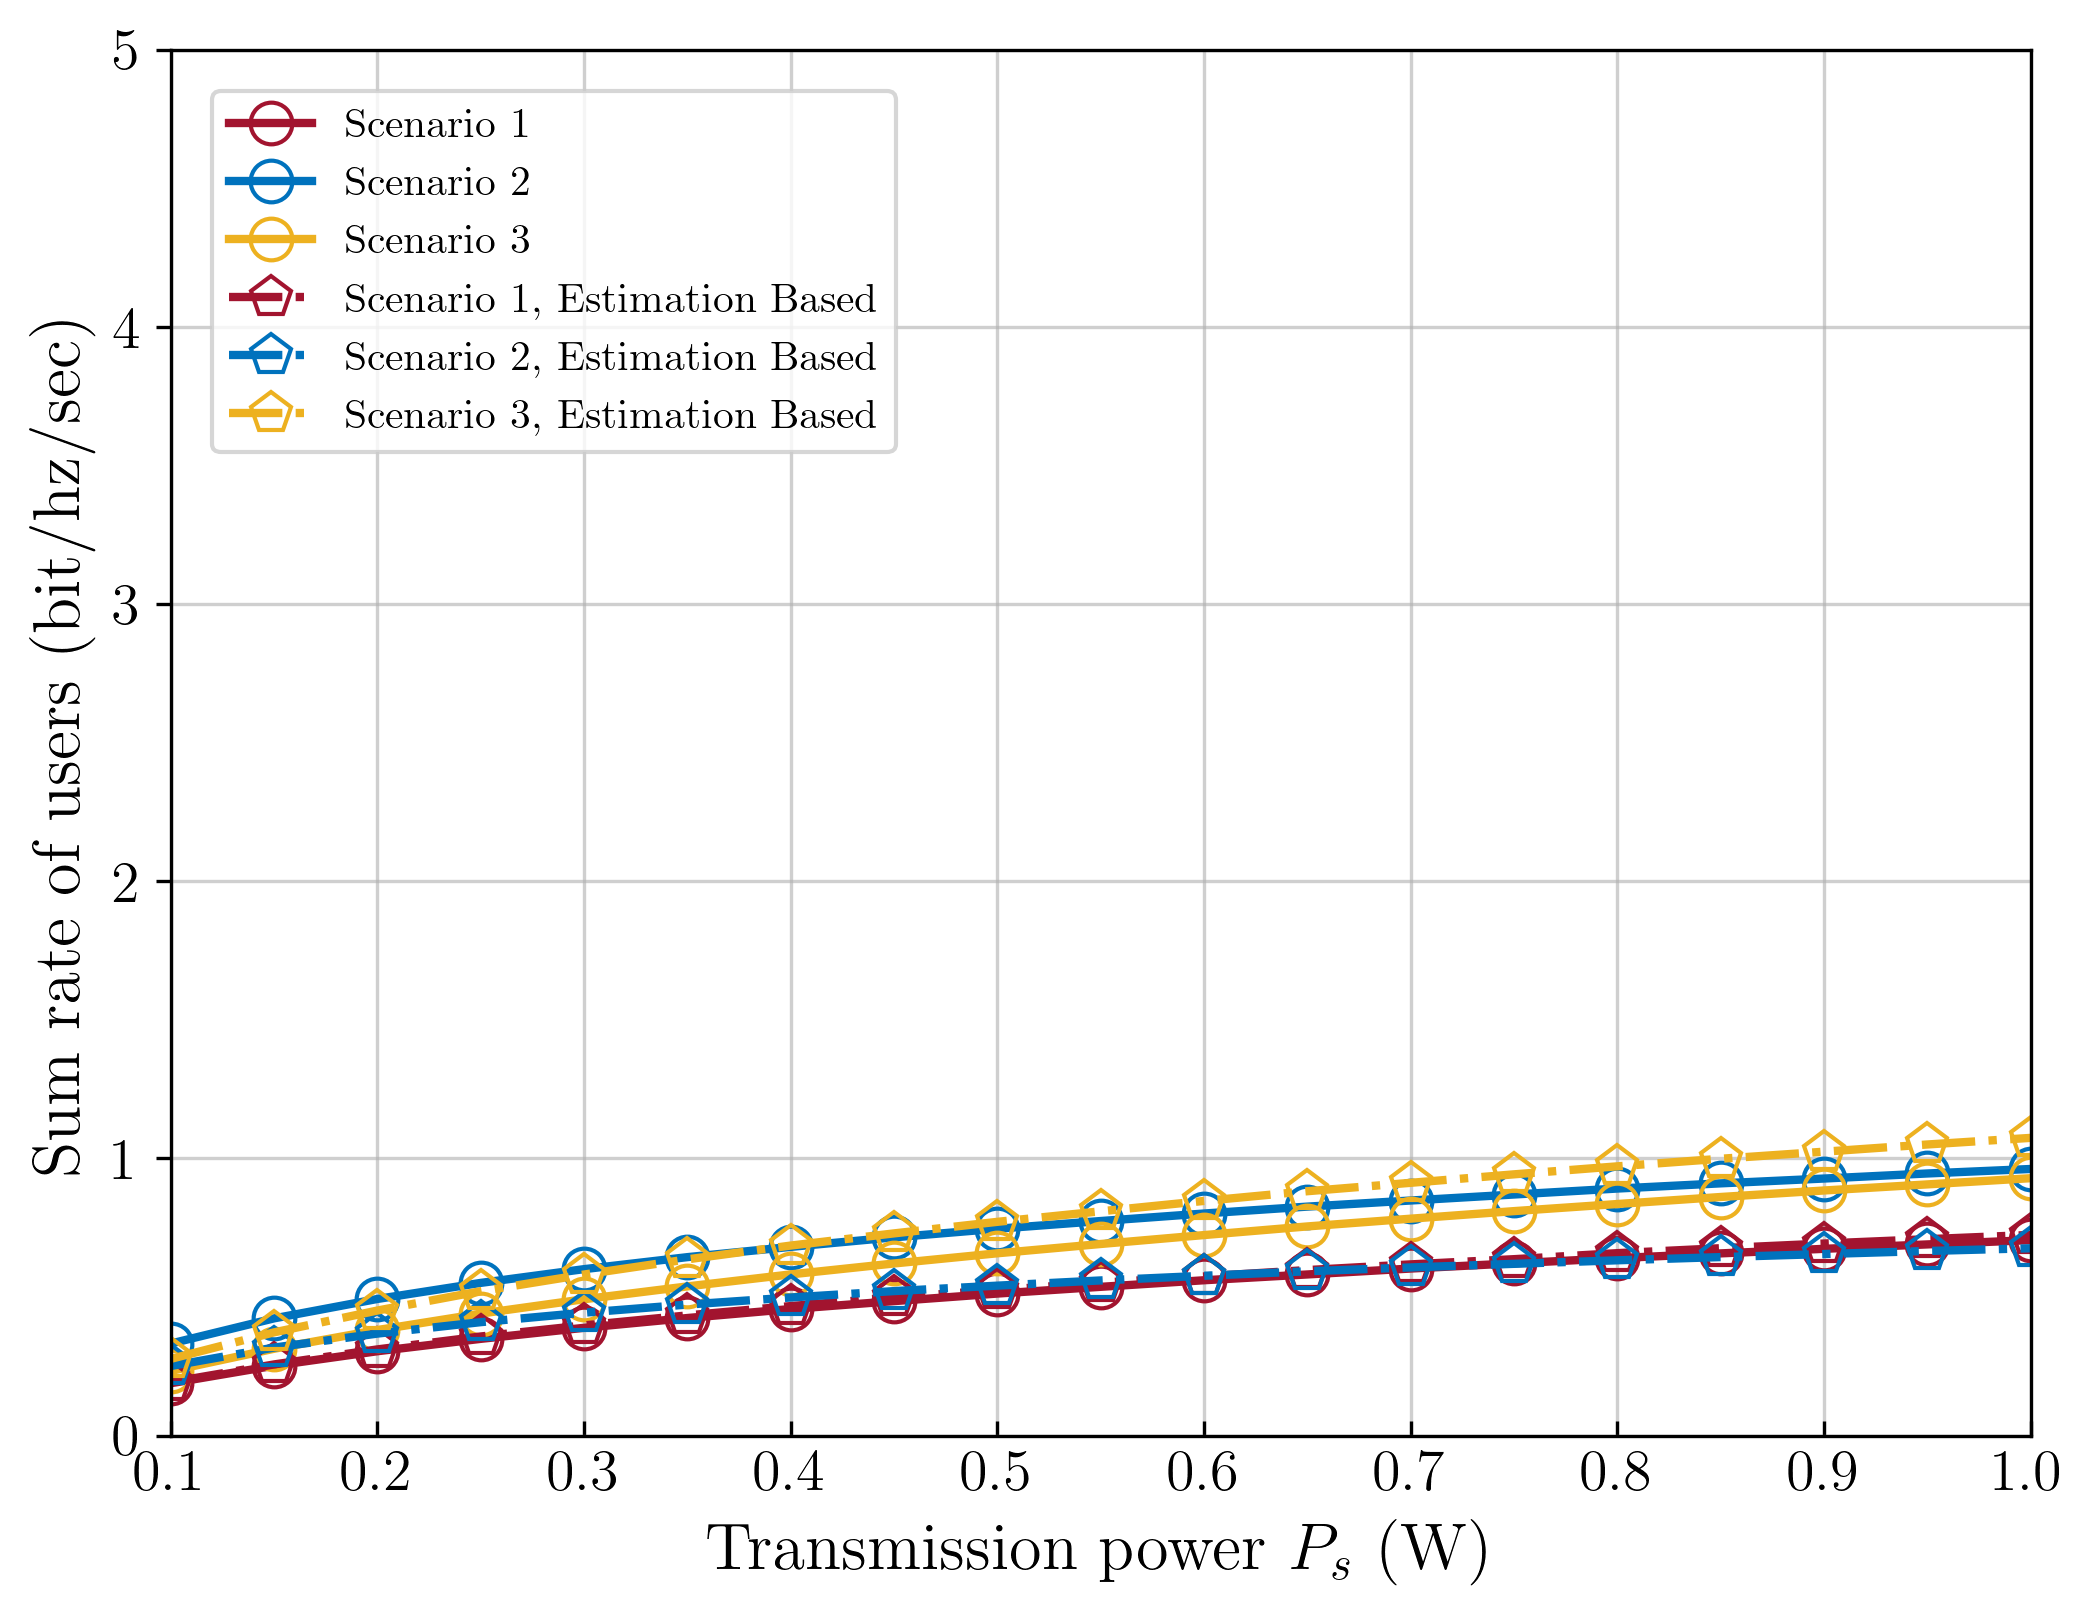 Sum rate of users (bit/hz/sec)
5
4
3
2
1
0
Scenario 1
Scenario 2
Scenario 3
Scenario 1, Estimation Based
Scenario 2, Estimation Based
Scenario 3, Estimation Based
0.1 0.2 0.3 0.4 0.5 0.6 0.7 0.8 0.9 1.0
Transmission power P_s (W)